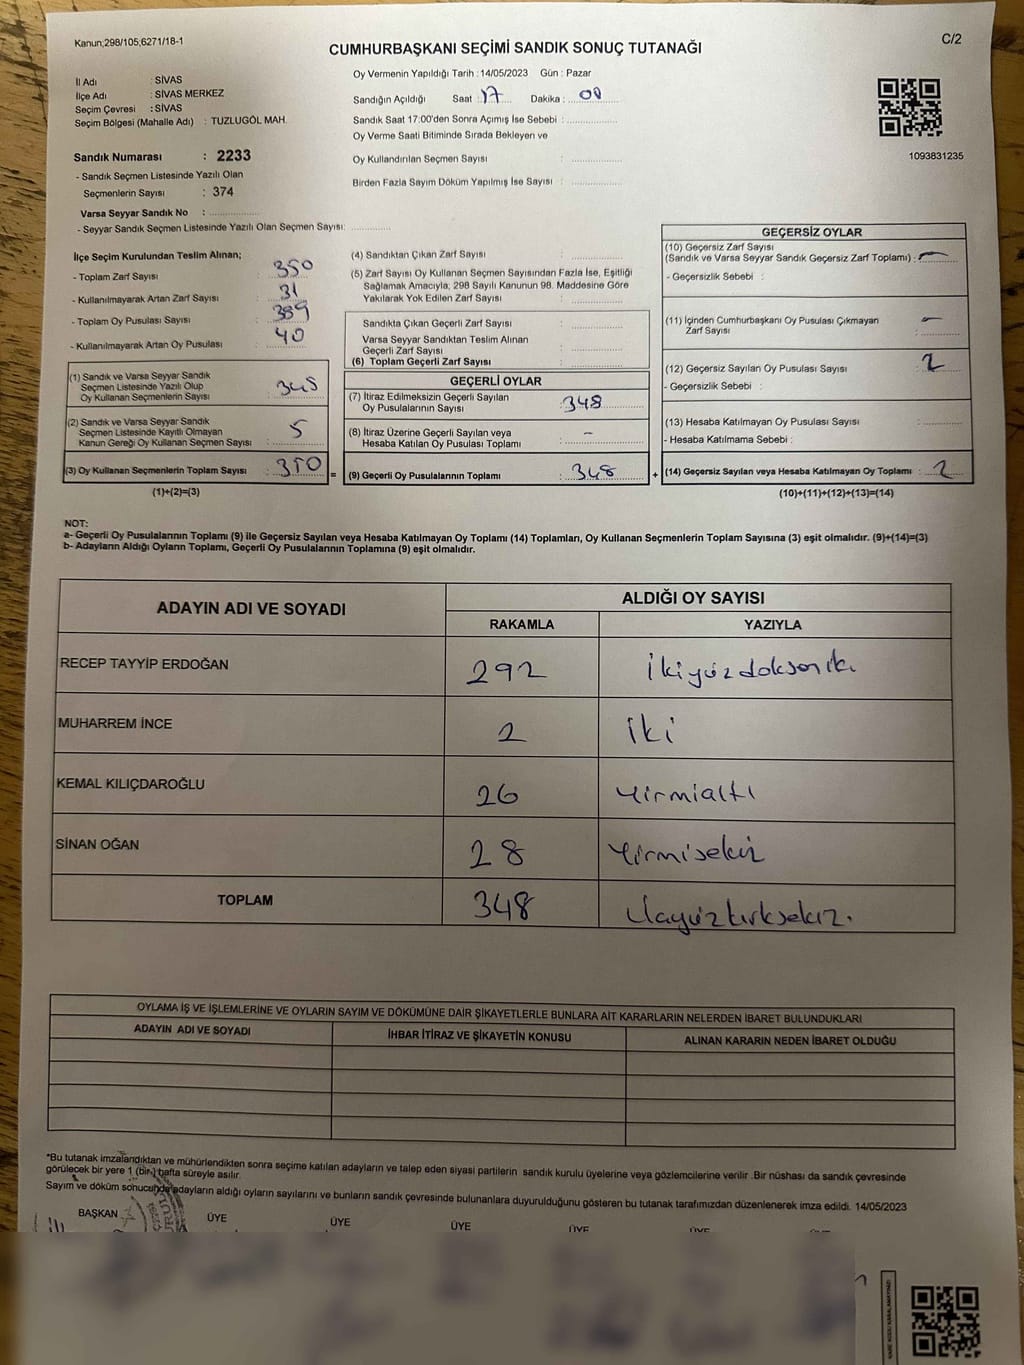 Kanun;298/105;6271/18-1
C/2
CUMHURBAŞKANI SEÇİMİ SANDIK SONUÇ TUTANAĞI
İl Adı : SİVAS
İlçe Adı : SİVAS MERKEZ
Seçim Çevresi : SİVAS
Seçim Bölgesi (Mahalle Adı) : TUZLUGÖL MAH.
Sandık Numarası : 2233
- Sandık Seçmen Listesinde Yazılı Olan
Seçmenlerin Sayısı : 374
Varsa Seyyar Sandık No :
- Seyyar Sandık Seçmen Listesinde Yazılı Olan Seçmen Sayısı:
Oy Vermenin Yapıldığı Tarih : 14/05/2023 Gün : Pazar
Sandığın Açıldığı Saat : 17 Dakika : 00
Sandık Saat 17:00'den Sonra Açımış İse Sebebi :
Oy Verme Saati Bitiminde Sırada Bekleyen ve
Oy Kullandırılan Seçmen Sayısı :
Birden Fazla Sayım Döküm Yapılmış İse Sayısı :
1093831235
İlçe Seçim Kurulundan Teslim Alınan;
- Toplam Zarf Sayısı : 350
- Kullanılmayarak Artan Zarf Sayısı : 31
- Toplam Oy Pusulası Sayısı : 389
- Kullanılmayarak Artan Oy Pusulası : 40
(1) Sandık ve Varsa Seyyar Sandık
Seçmen Listesinde Yazılı Olup
Oy Kullanan Seçmenlerin Sayısı : 345
(2) Sandık ve Varsa Seyyar Sandık
Seçmen Listesinde Kayıtlı Olmayan
Kanun Gereği Oy Kullanan Seçmen Sayısı : 5
(3) Oy Kullanan Seçmenlerin Toplam Sayısı : 350
(1)+(2)=(3)
(4) Sandıktan Çıkan Zarf Sayısı :
(5) Zarf Sayısı Oy Kullanan Seçmen Sayısından Fazla İse, Eşitliği
Sağlamak Amacıyla, 298 Sayılı Kanunun 98. Maddesine Göre
Yakılarak Yok Edilen Zarf Sayısı :
Sandıkta Çıkan Geçerli Zarf Sayısı :
Varsa Seyyar Sandıktan Teslim Alınan
Geçerli Zarf Sayısı :
(6) Toplam Geçerli Zarf Sayısı :
GEÇERLİ OYLAR
(7) İtiraz Edilmeksizin Geçerli Sayılan
Oy Pusulalarının Sayısı : 348
(8) İtiraz Üzerine Geçerli Sayılan veya
Hesaba Katılan Oy Pusulası Toplamı : –
= (9) Geçerli Oy Pusulalarının Toplamı : 348 +
GEÇERSİZ OYLAR
(10) Geçersiz Zarf Sayısı
(Sandık ve Varsa Seyyar Sandık Geçersiz Zarf Toplamı) : –
- Geçersizlik Sebebi :
(11) İçinden Cumhurbaşkanı Oy Pusulası Çıkmayan
Zarf Sayısı : –
(12) Geçersiz Sayılan Oy Pusulası Sayısı : 2
- Geçersizlik Sebebi :
(13) Hesaba Katılmayan Oy Pusulası Sayısı :
- Hesaba Katılmama Sebebi :
(14) Geçersiz Sayılan veya Hesaba Katılmayan Oy Toplamı : 2
(10)+(11)+(12)+(13)=(14)
NOT:
a- Geçerli Oy Pusulalarının Toplamı (9) ile Geçersiz Sayılan veya Hesaba Katılmayan Oy Toplamı (14) Toplamları, Oy Kullanan Seçmenlerin Toplam Sayısına (3) eşit olmalıdır. (9)+(14)=(3)
b- Adayların Aldığı Oyların Toplamı, Geçerli Oy Pusulalarının Toplamına (9) eşit olmalıdır.
ADAYIN ADI VE SOYADI ALDIĞI OY SAYISI
RAKAMLA YAZIYLA
RECEP TAYYİP ERDOĞAN 292 İkiyüzdoksaniki
MUHARREM İNCE 2 iki
KEMAL KILIÇDAROĞLU 26 Yirmialtı
SİNAN OĞAN 28 Yirmisekiz
TOPLAM 348 Üçyüzkırksekiz.
OYLAMA İŞ VE İŞLEMLERİNE VE OYLARIN SAYIM VE DÖKÜMÜNE DAİR ŞİKAYETLERLE BUNLARA AİT KARARLARIN NELERDEN İBARET BULUNDUKLARI
ADAYIN ADI VE SOYADI İHBAR İTİRAZ VE ŞİKAYETİN KONUSU ALINAN KARARIN NEDEN İBARET OLDUĞU
*Bu tutanak imzalandıktan ve mühürlendikten sonra seçime katılan adayların ve talep eden siyasi partilerin sandık kurulu üyelerine veya gözlemcilerine verilir .Bir nüshası da sandık çevresinde
görülecek bir yere 1 (bir ) hafta süreyle asılır.
Sayım ve döküm sonucunda adayların aldığı oyların sayılarını ve bunların sandık çevresinde bulunanlara duyurulduğunu gösteren bu tutanak tarafımızdan düzenlenerek imza edildi. 14/05/2023
BAŞKAN ÜYE ÜYE ÜYE ÜYE ÜYE